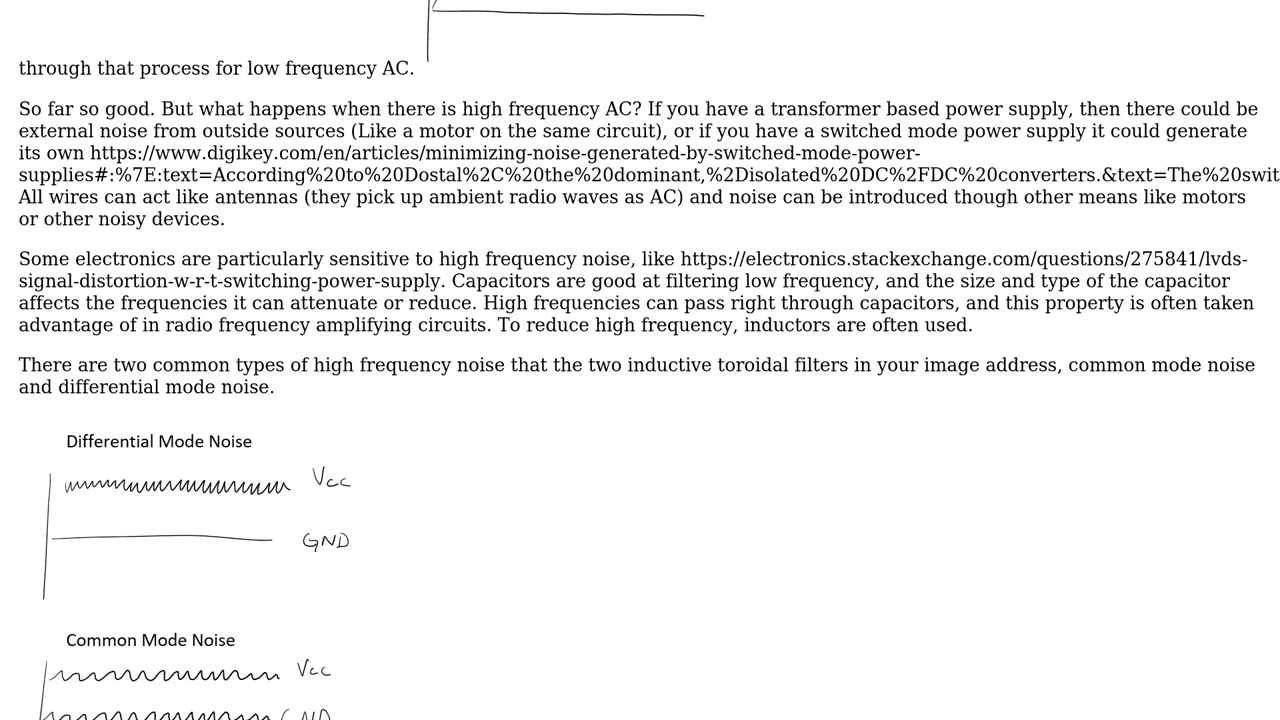 through that process for low frequency AC.
So far so good. But what happens when there is high frequency AC? If you have a transformer based power supply, then there could be
external noise from outside sources (Like a motor on the same circuit), or if you have a switched mode power supply it could generate
its own https://www.digikey.com/en/articles/minimizing-noise-generated-by-switched-mode-power-
supplies#:%7E:text=According%20to%20Dostal%2C%20the%20dominant,%2Disolated%20DC%2FDC%20converters.&text=The%20swit
All wires can act like antennas (they pick up ambient radio waves as AC) and noise can be introduced though other means like motors
or other noisy devices.
Some electronics are particularly sensitive to high frequency noise, like https://electronics.stackexchange.com/questions/275841/lvds-
signal-distortion-w-r-t-switching-power-supply. Capacitors are good at filtering low frequency, and the size and type of the capacitor
affects the frequencies it can attenuate or reduce. High frequencies can pass right through capacitors, and this property is often taken
advantage of in radio frequency amplifying circuits. To reduce high frequency, inductors are often used.
There are two common types of high frequency noise that the two inductive toroidal filters in your image address, common mode noise
and differential mode noise.
Differential Mode Noise
Vcc
GND
Common Mode Noise
Vcc
GND